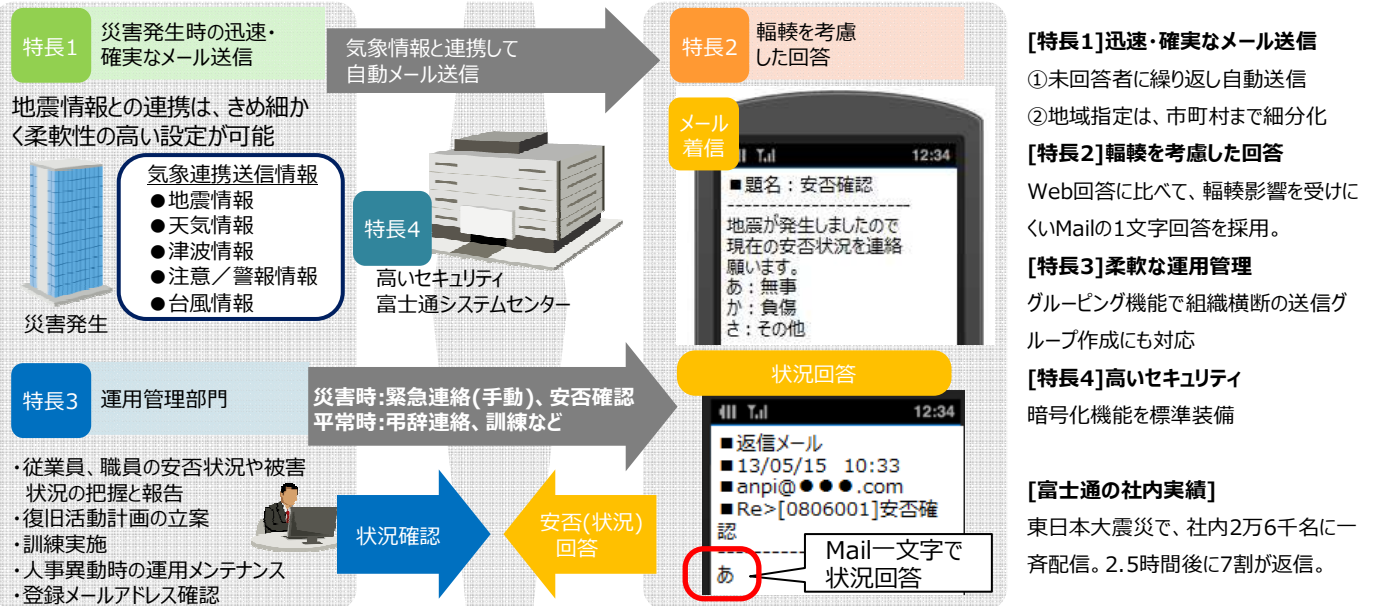 特長1
災害発生時の迅速・
確実なメール送信
気象情報と連携して
自動メール送信
特長2
輻輳を考慮
した回答
地震情報との連携は、きめ細か
く柔軟性の高い設定が可能
気象連携送信情報
●地震情報
●天気情報
●津波情報
●注意／警報情報
●台風情報
災害発生
特長4
高いセキュリティ
富士通システムセンター
メール
着信
12:34
■題名：安否確認
----------------------
地震が発生しましたので
現在の安否状況を連絡
願います。
あ：無事
か：負傷
さ：その他
特長3
運用管理部門
災害時:緊急連絡(手動)、安否確認
平常時:弔辞連絡、訓練など
・従業員、職員の安否状況や被害
状況の把握と報告
・復旧活動計画の立案
・訓練実施
・人事異動時の運用メンテナンス
・登録メールアドレス確認
状況確認
安否(状況)
回答
状況回答
12:34
■返信メール
■13/05/15 10:33
■anpi@●●●.com
■Re>[0806001]安否確
認
----------------------
あ
Mail一文字で
状況回答
[特長1]迅速・確実なメール送信
①未回答者に繰り返し自動送信
②地域指定は、市町村まで細分化
[特長2]輻輳を考慮した回答
Web回答に比べて、輻輳影響を受けに
くいMailの1文字回答を採用。
[特長3]柔軟な運用管理
グルーピング機能で組織横断の送信グ
ループ作成にも対応
[特長4]高いセキュリティ
暗号化機能を標準装備
[富士通の社内実績]
東日本大震災で、社内2万6千名に一
斉配信。2.5時間後に7割が返信。